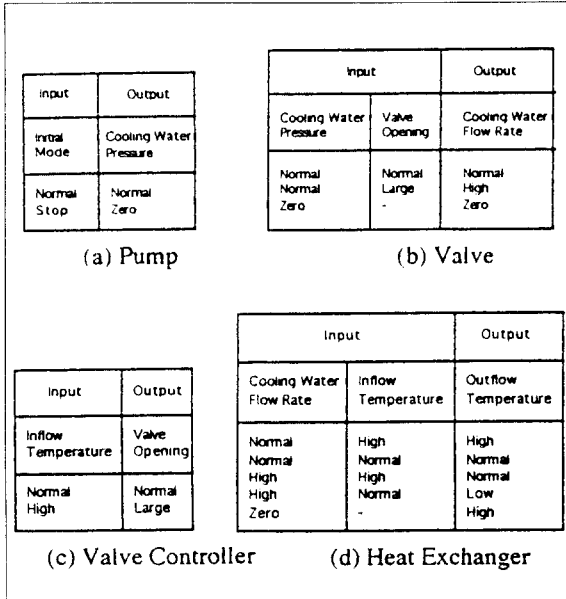 Input Output
Initial Mode Cooling Water Pressure
Normal Normal
Stop Zero
(a) Pump
Input Output
Cooling Water Pressure Valve Opening Cooling Water Flow Rate
Normal Normal Normal
Normal Large High
Zero - Zero
(b) Valve
Input Output
Inflow Temperature Valve Opening
Normal Normal
High Large
(c) Valve Controller
Input Output
Cooling Water Flow Rate Inflow Temperature Outflow Temperature
Normal High High
Normal Normal Normal
High High Normal
High Normal Low
Zero - High
(d) Heat Exchanger